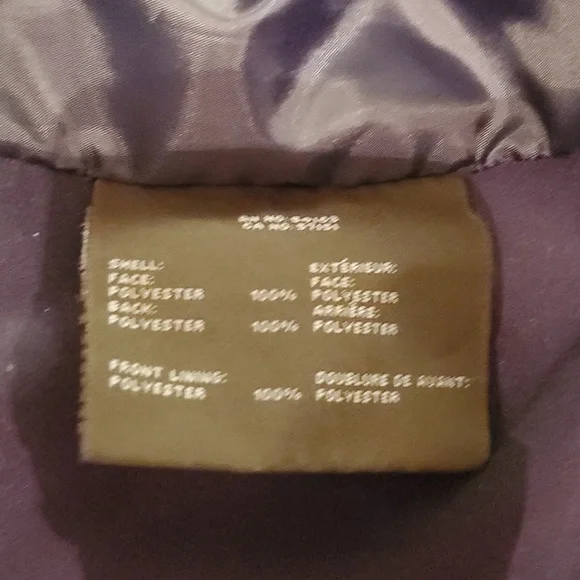 SHELL: EXTÉRIEUR:
FACE: FACE:
POLYESTER 100% POLYESTER
BACK: ARRIÈRE:
POLYESTER 100% POLYESTER
FRONT LINING: DOUBLURE DE AVANT:
POLYESTER 100% POLYESTER